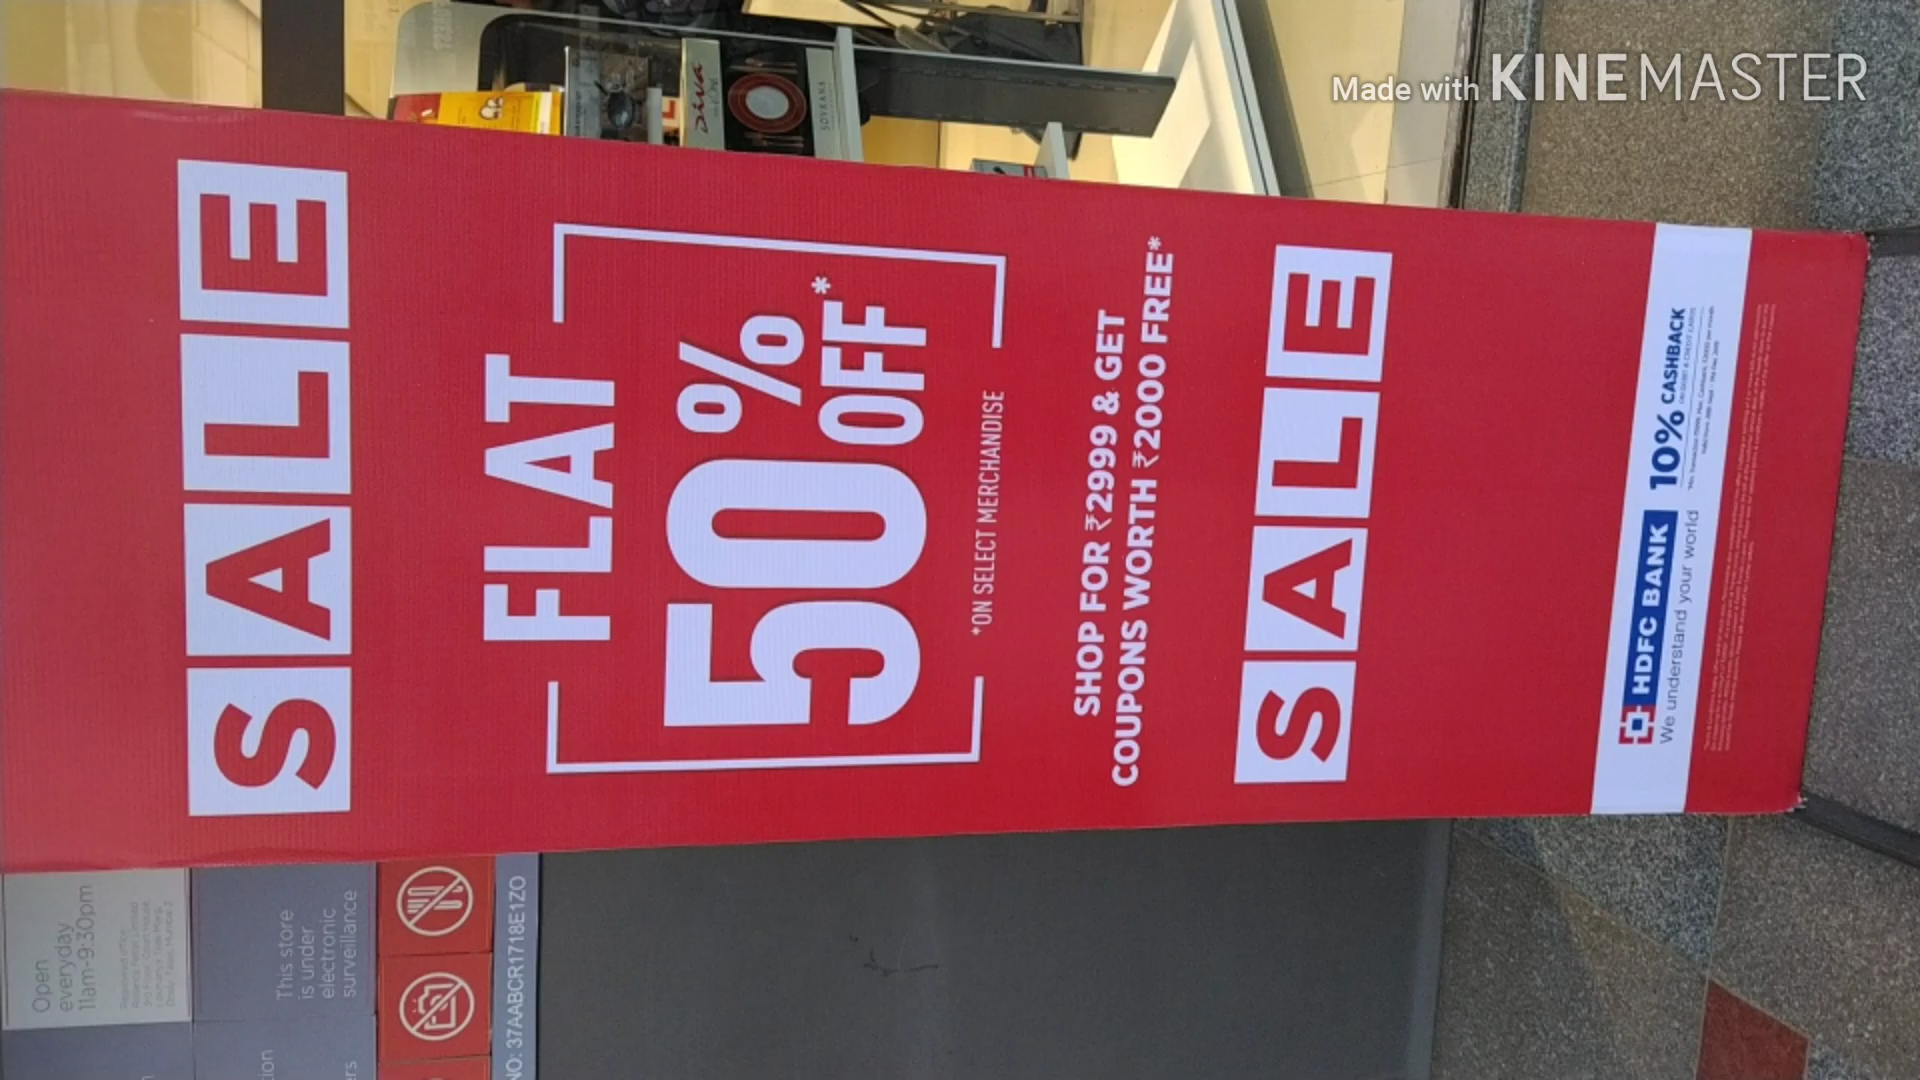 Made with KINEMASTER
SALE
FLAT
50% OFF*
*ON SELECT MERCHANDISE
SHOP FOR ₹2999 & GET
COUPONS WORTH ₹2000 FREE*
SALE
HDFC BANK
We understand your world
10% CASHBACK
Diva
SOVRANA
Open
everyday
11am-9:30pm
This store
is under
electronic
surveillance
NO: 37AABCR1718E1ZO